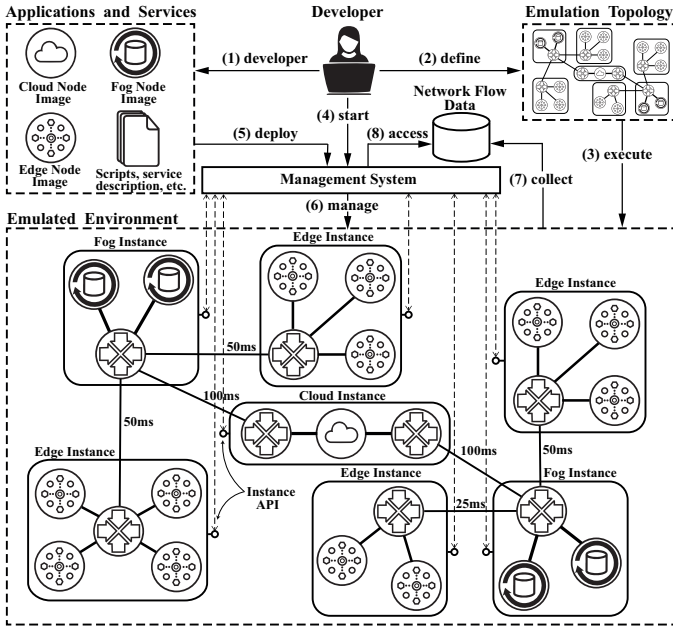 Applications and Services
Developer
Emulation Topology
(1) developer
(2) define
Cloud Node
Image
Fog Node
Image
Network Flow
Data
(4) start
(5) deploy
(8) access
(3) execute
Edge Node
Image
Scripts, service
description, etc.
Management System
(7) collect
(6) manage
Emulated Environment
Fog Instance
Edge Instance
Edge Instance
50ms
100ms
Cloud Instance
50ms
Edge Instance
100ms
50ms
Instance
API
Edge Instance
Fog Instance
25ms